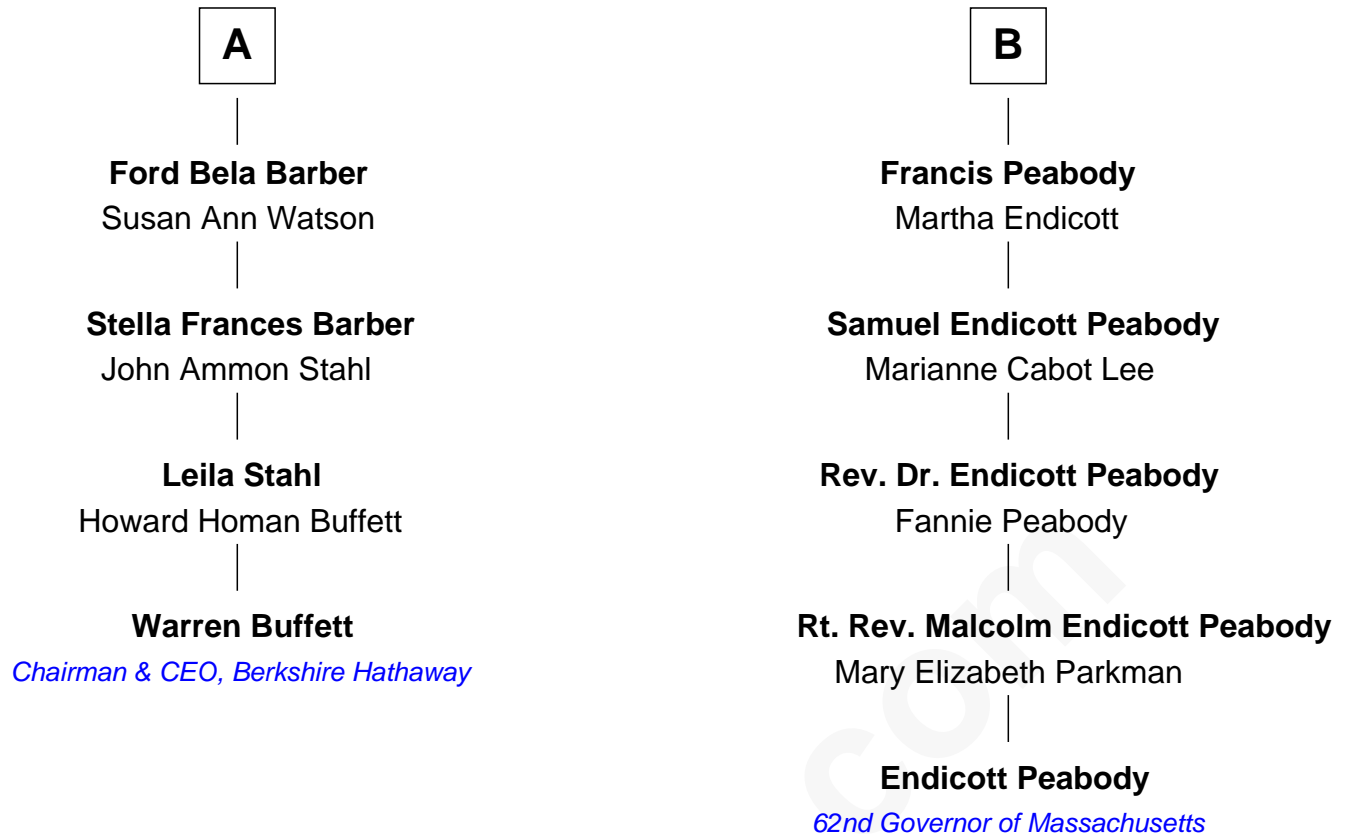 A
Ford Bela Barber
Susan Ann Watson
Stella Frances Barber
John Ammon Stahl
Leila Stahl
Howard Homan Buffett
Warren Buffett
Chairman & CEO, Berkshire Hathaway
B
Francis Peabody
Martha Endicott
Samuel Endicott Peabody
Marianne Cabot Lee
Rev. Dr. Endicott Peabody
Fannie Peabody
Rt. Rev. Malcolm Endicott Peabody
Mary Elizabeth Parkman
Endicott Peabody
62nd Governor of Massachusetts
com